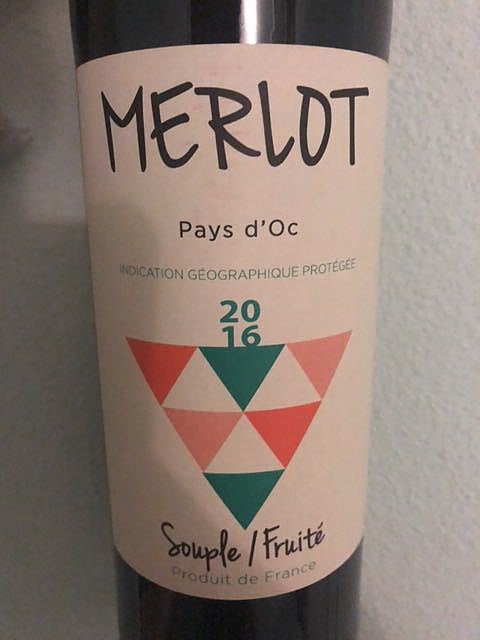 MERLOT
Pays d'Oc
INDICATION GÉOGRAPHIQUE PROTÉGÉE
20
16
Souple / Fruité
Produit de France